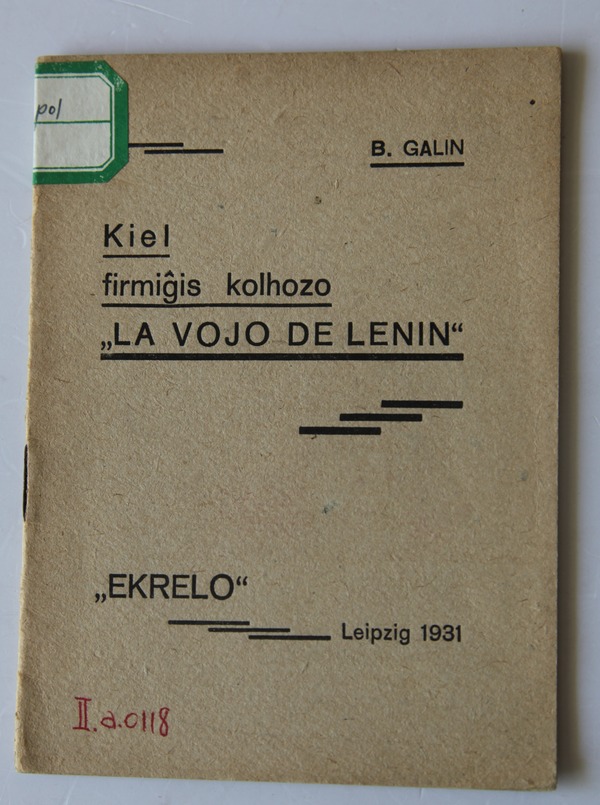 pol
B. GALIN
Kiel
firmiĝis kolhozo
„LA VOJO DE LENIN“
„EKRELO“
Leipzig 1931
II.a.0118